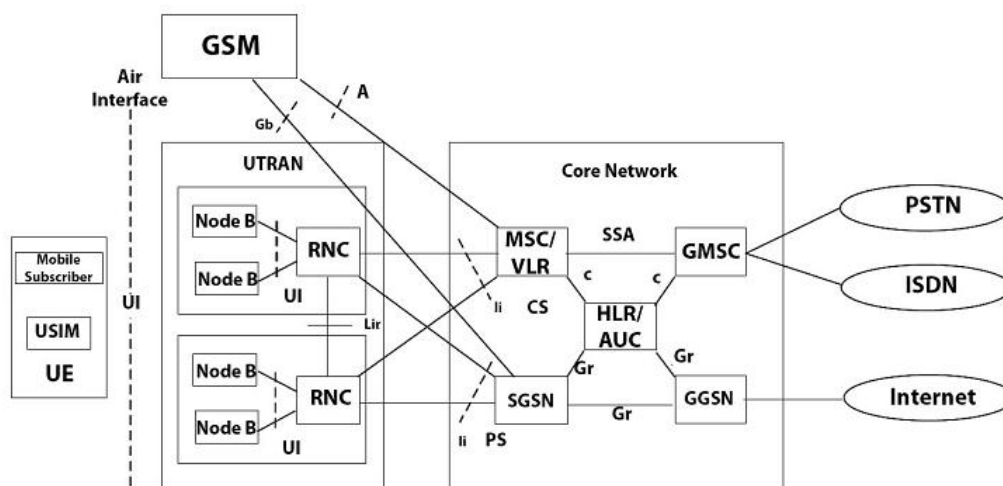 GSM
Air
Interface
A
Gb
UTRAN
Core Network
Node B
RNC
Node B
UI
MSC/
VLR
SSA
GMSC
PSTN
ISDN
Mobile
Subscriber
USIM
UE
UI
Lir
Ii
CS
c
c
HLR/
AUC
Node B
RNC
Node B
UI
Ii
PS
SGSN
Gr
Gr
Gr
GGSN
Internet